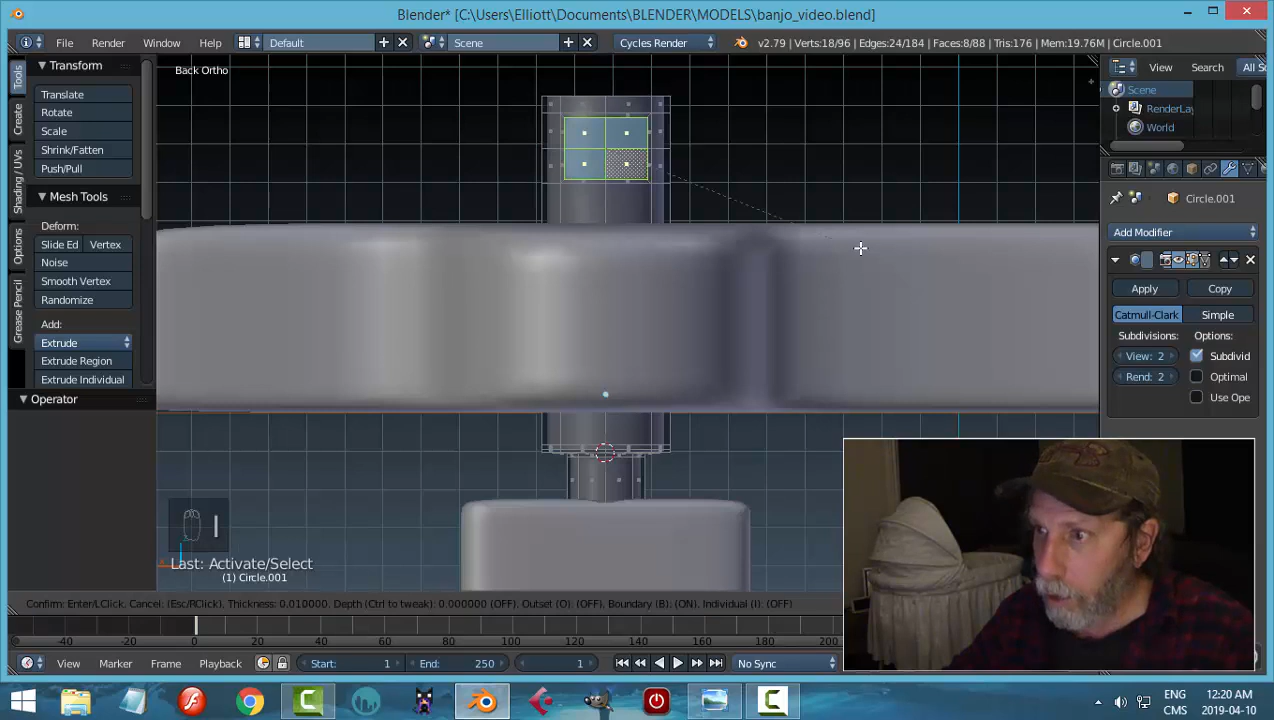 Blender* [C:\Users\Elliott\Documents\BLENDER\MODELS\banjo_video.blend]
File Render Window Help Default Scene Cycles Render v2.79 | Verts:18/96 | Edges:24/184 | Faces:8/88 | Tris:176 | Mem:19.76M | Circle.001
Tools
Create
Shading / UVs
Options
Grease Pencil
Transform
Translate
Rotate
Scale
Shrink/Fatten
Push/Pull
Mesh Tools
Deform:
Slide Ed Vertex
Noise
Smooth Vertex
Randomize
Add:
Extrude
Extrude Region
Extrude Individual
Operator
Back Ortho
I
Last: Activate/Select
(1) Circle.001
Confirm: Enter/LClick, Cancel: (Esc/RClick), Thickness: 0.010000, Depth (Ctrl to tweak): 0.000000 (OFF), Outset (O): (OFF), Boundary (B): (ON), Individual (I): (OFF)
View Search All Sc
Scene
RenderLay
World
Circle.001
Add Modifier
Apply Copy
Catmull-Clark Simple
Subdivisions: Options:
View: 2 Subdivid
Rend: 2 Optimal
Use Ope
-40 -20 0 20 40 60 80 100 120 140 160 180 200
View Marker Frame Playback Start: 1 End: 250 1 No Sync
ENG 12:20 AM
CMS 2019-04-10